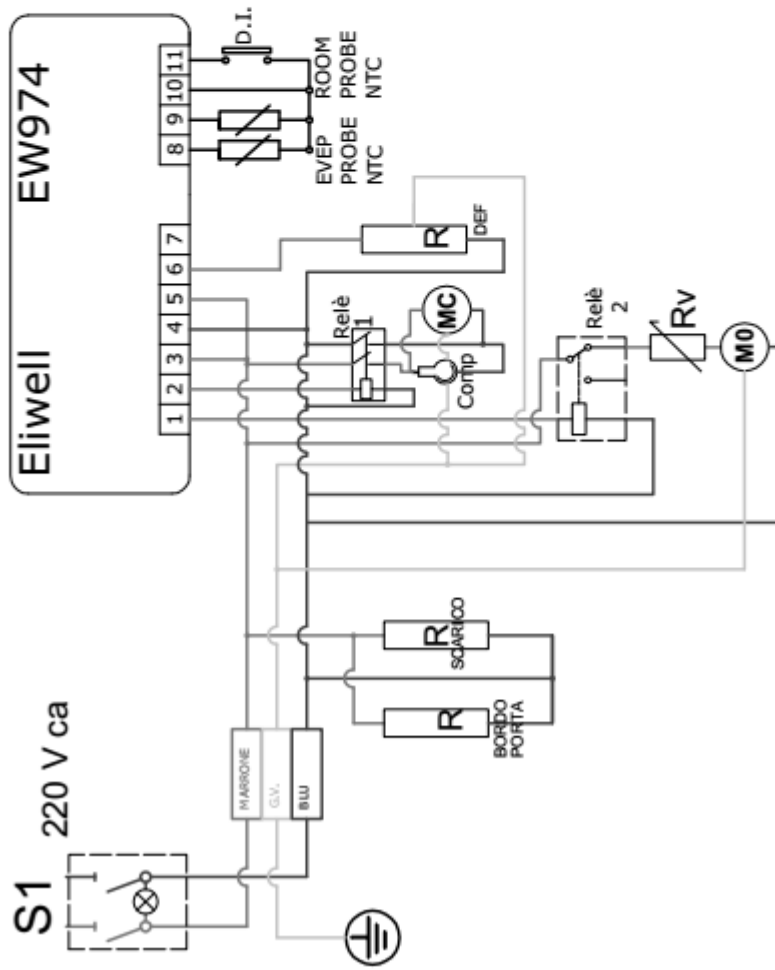 Eliwell EW974
1 2 3 4 5 6 7 8 9 10 11
D.I.
ROOM
PROBE
NTC
EVEP
PROBE
NTC
R
DEF
Relè
1
MC
Comp
Relè
2
Rv
M0
R
SCARICO
R
BORDO
PORTA
MARRONE
G.V.
BLU
S1
220 V ca